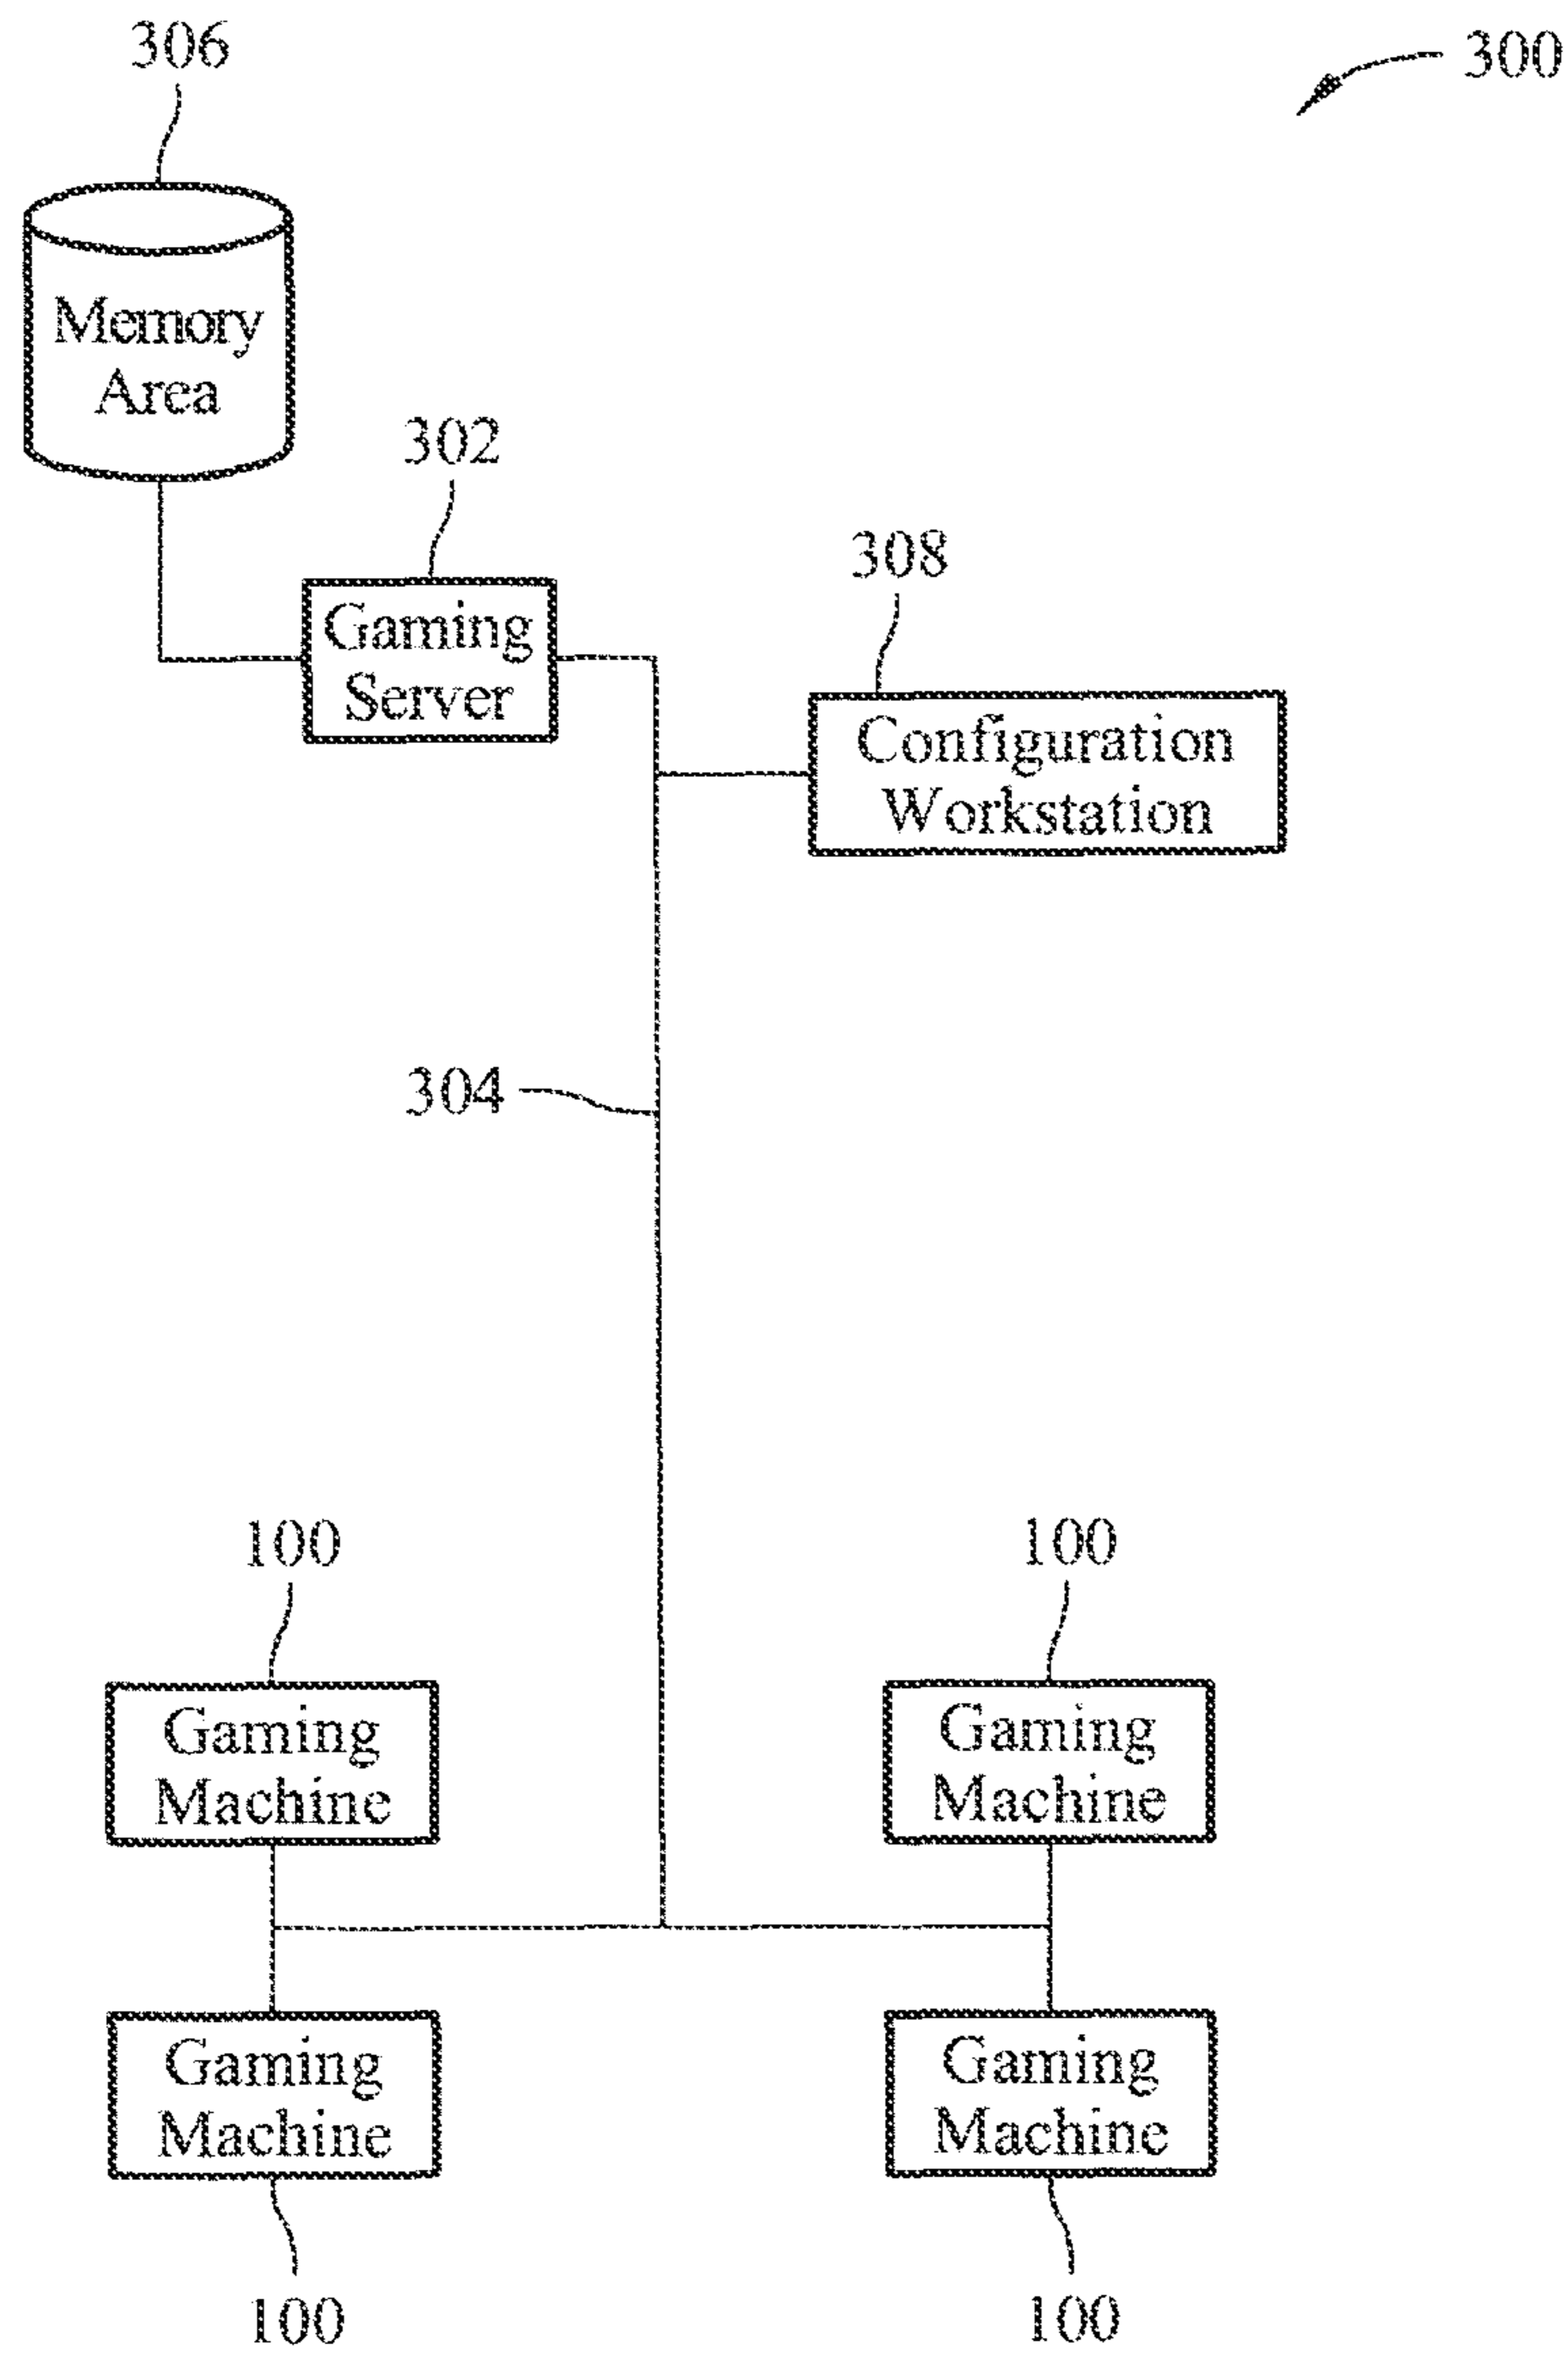 306
300
Memory
Area
302
Gaming
Server
308
Configuration
Workstation
304
100
100
Gaming
Machine
Gaming
Machine
Gaming
Machine
Gaming
Machine
100
100